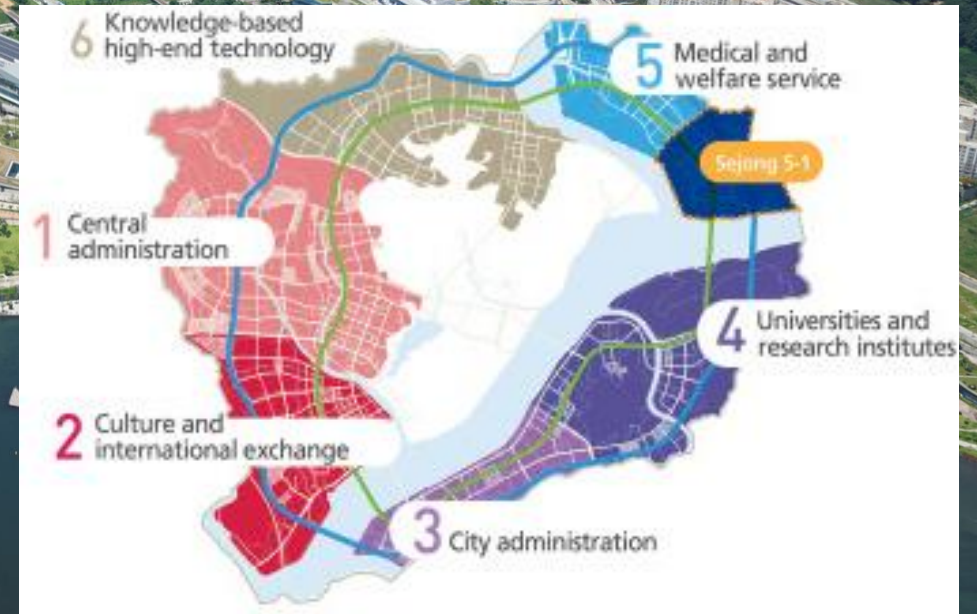 6 Knowledge-based
high-end technology
5 Medical and
welfare service
Sejong 5-1
1 Central
administration
4 Universities and
research institutes
2 Culture and
international exchange
3 City administration